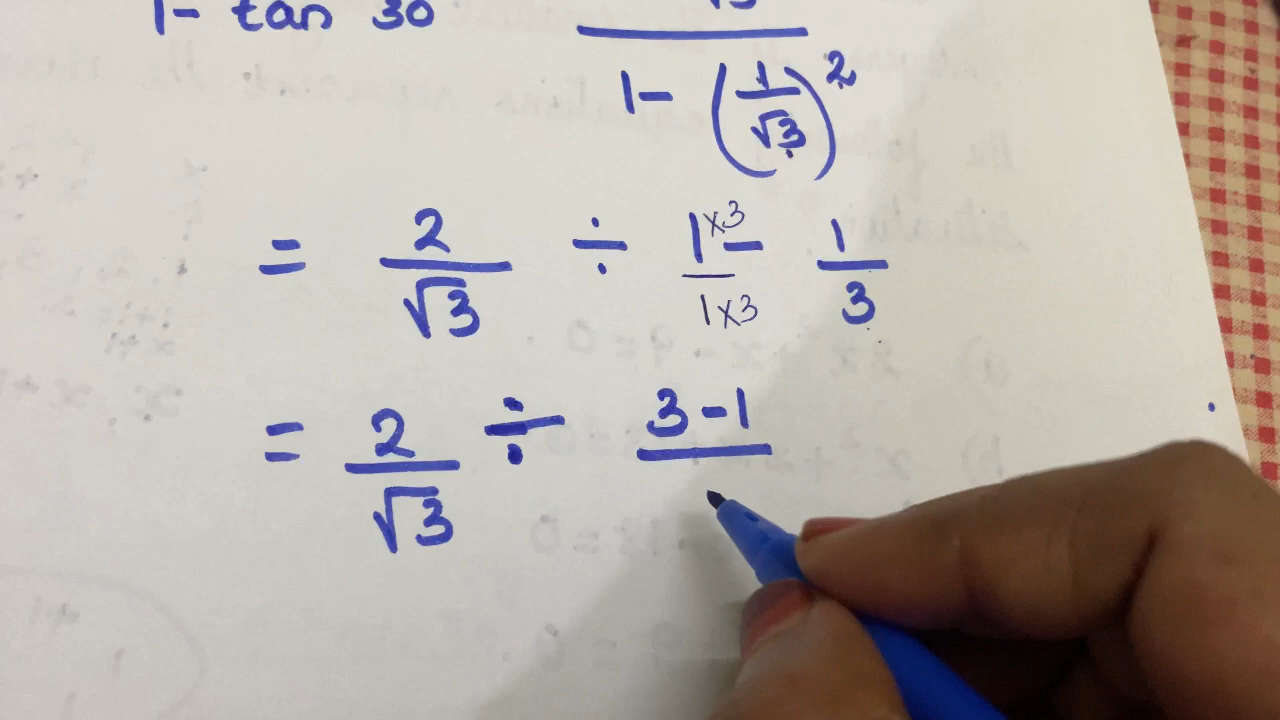 1- tan 30 √3
1- (1/√3)²
= 2/√3 ÷ 1×3/1×3 - 1/3
= 2/√3 ÷ 3-1